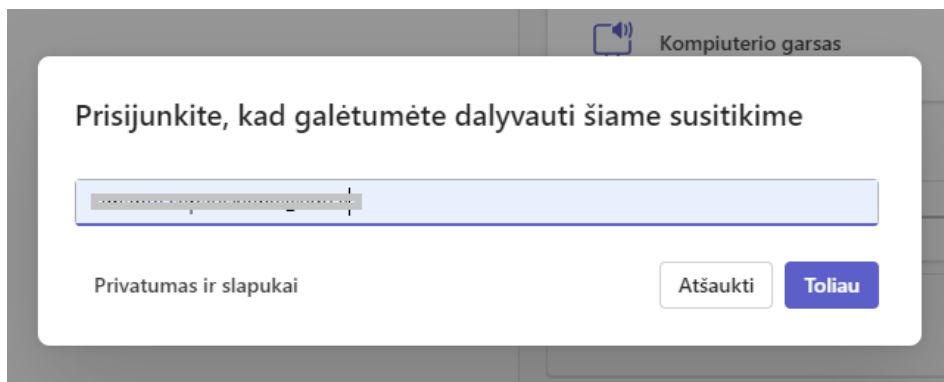 Kompiuterio garsas
Prisijunkite, kad galėtumėte dalyvauti šiame susitikime
Privatumas ir slapukai
Atšaukti
Toliau